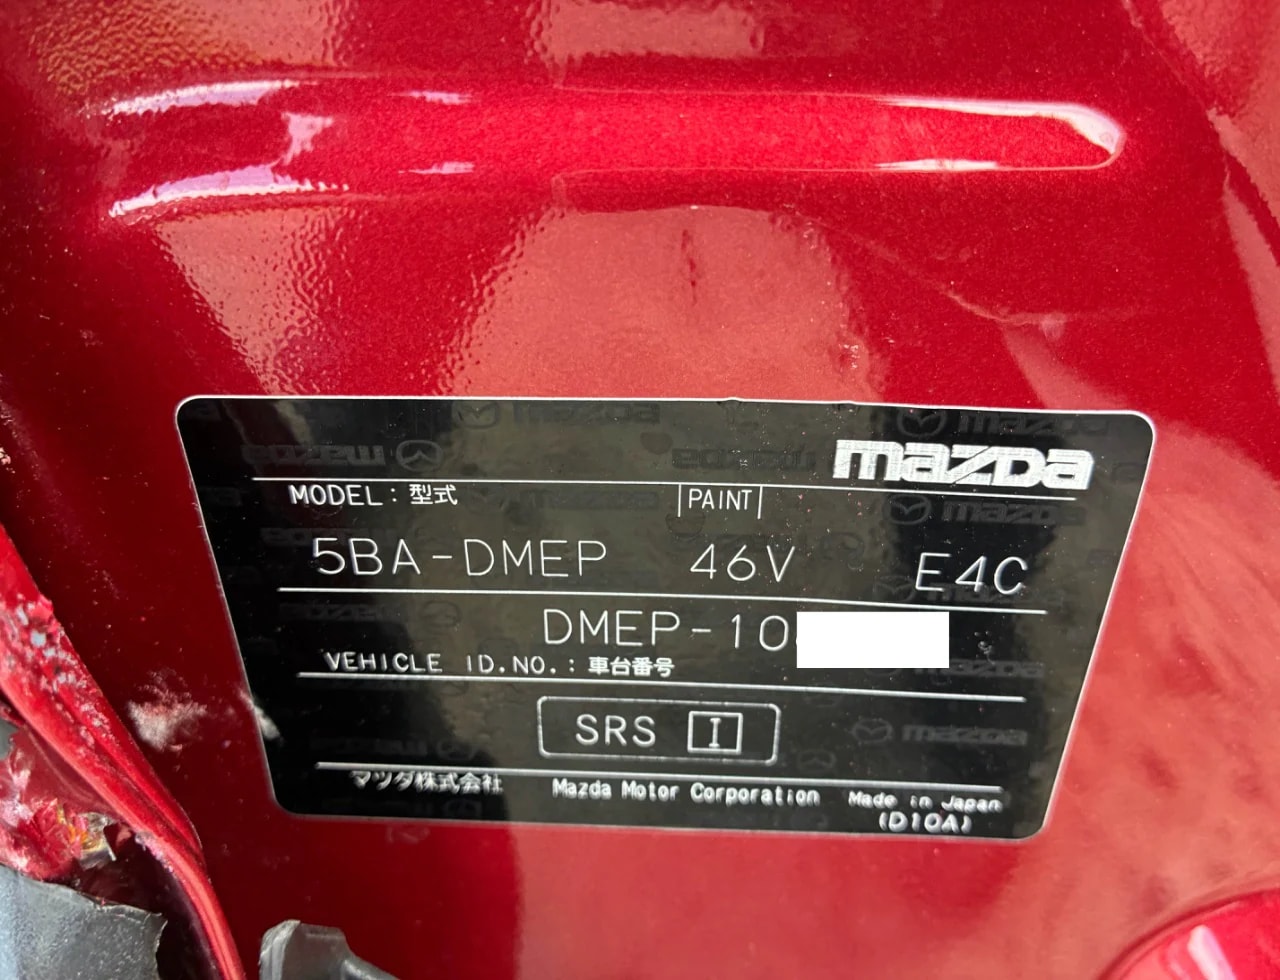 mazda
MODEL : 型式 PAINT
5BA-DMEP 46V E4C
DMEP-10
VEHICLE ID.NO. : 車台番号
SRS I
マツダ株式会社 Mazda Motor Corporation Made in Japan
(D10A)